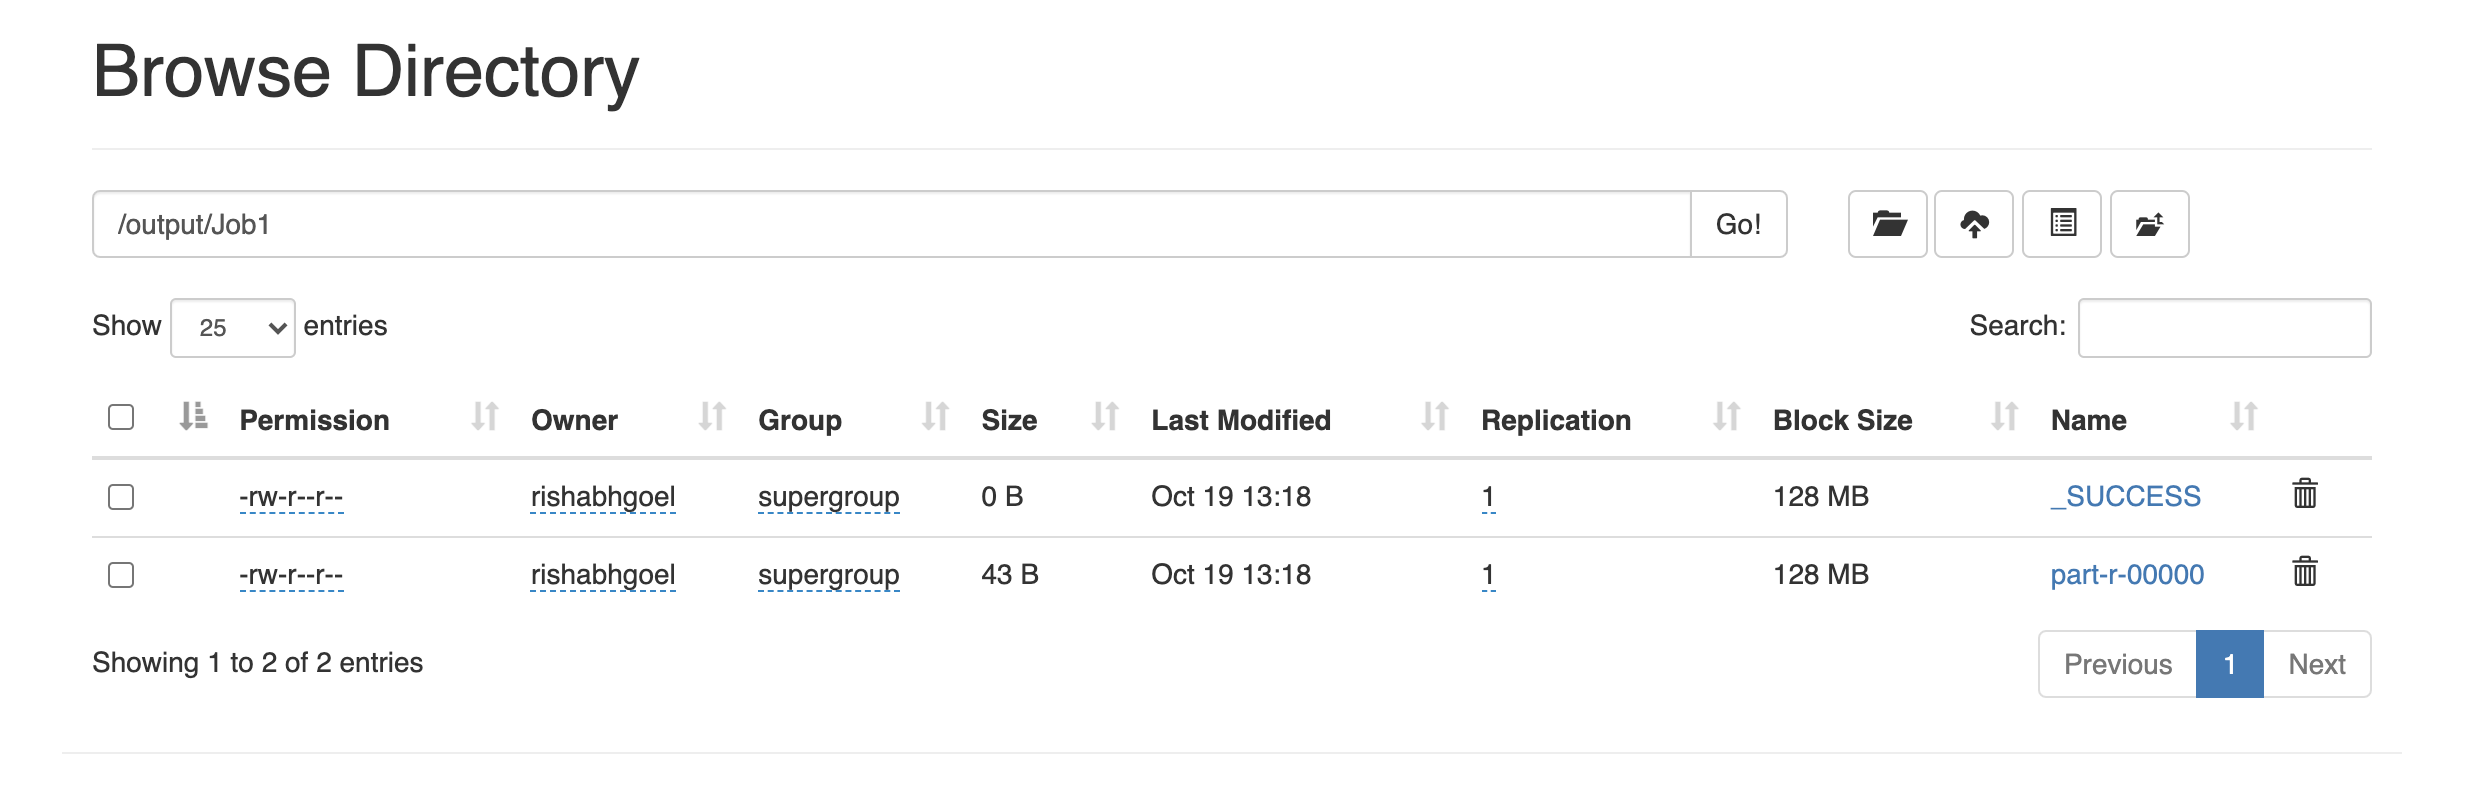 Browse Directory
/output/Job1 Go!
Show 25 entries Search:
Permission Owner Group Size Last Modified Replication Block Size Name
-rw-r--r-- rishabhgoel supergroup 0 B Oct 19 13:18 1 128 MB _SUCCESS
-rw-r--r-- rishabhgoel supergroup 43 B Oct 19 13:18 1 128 MB part-r-00000
Showing 1 to 2 of 2 entries Previous 1 Next